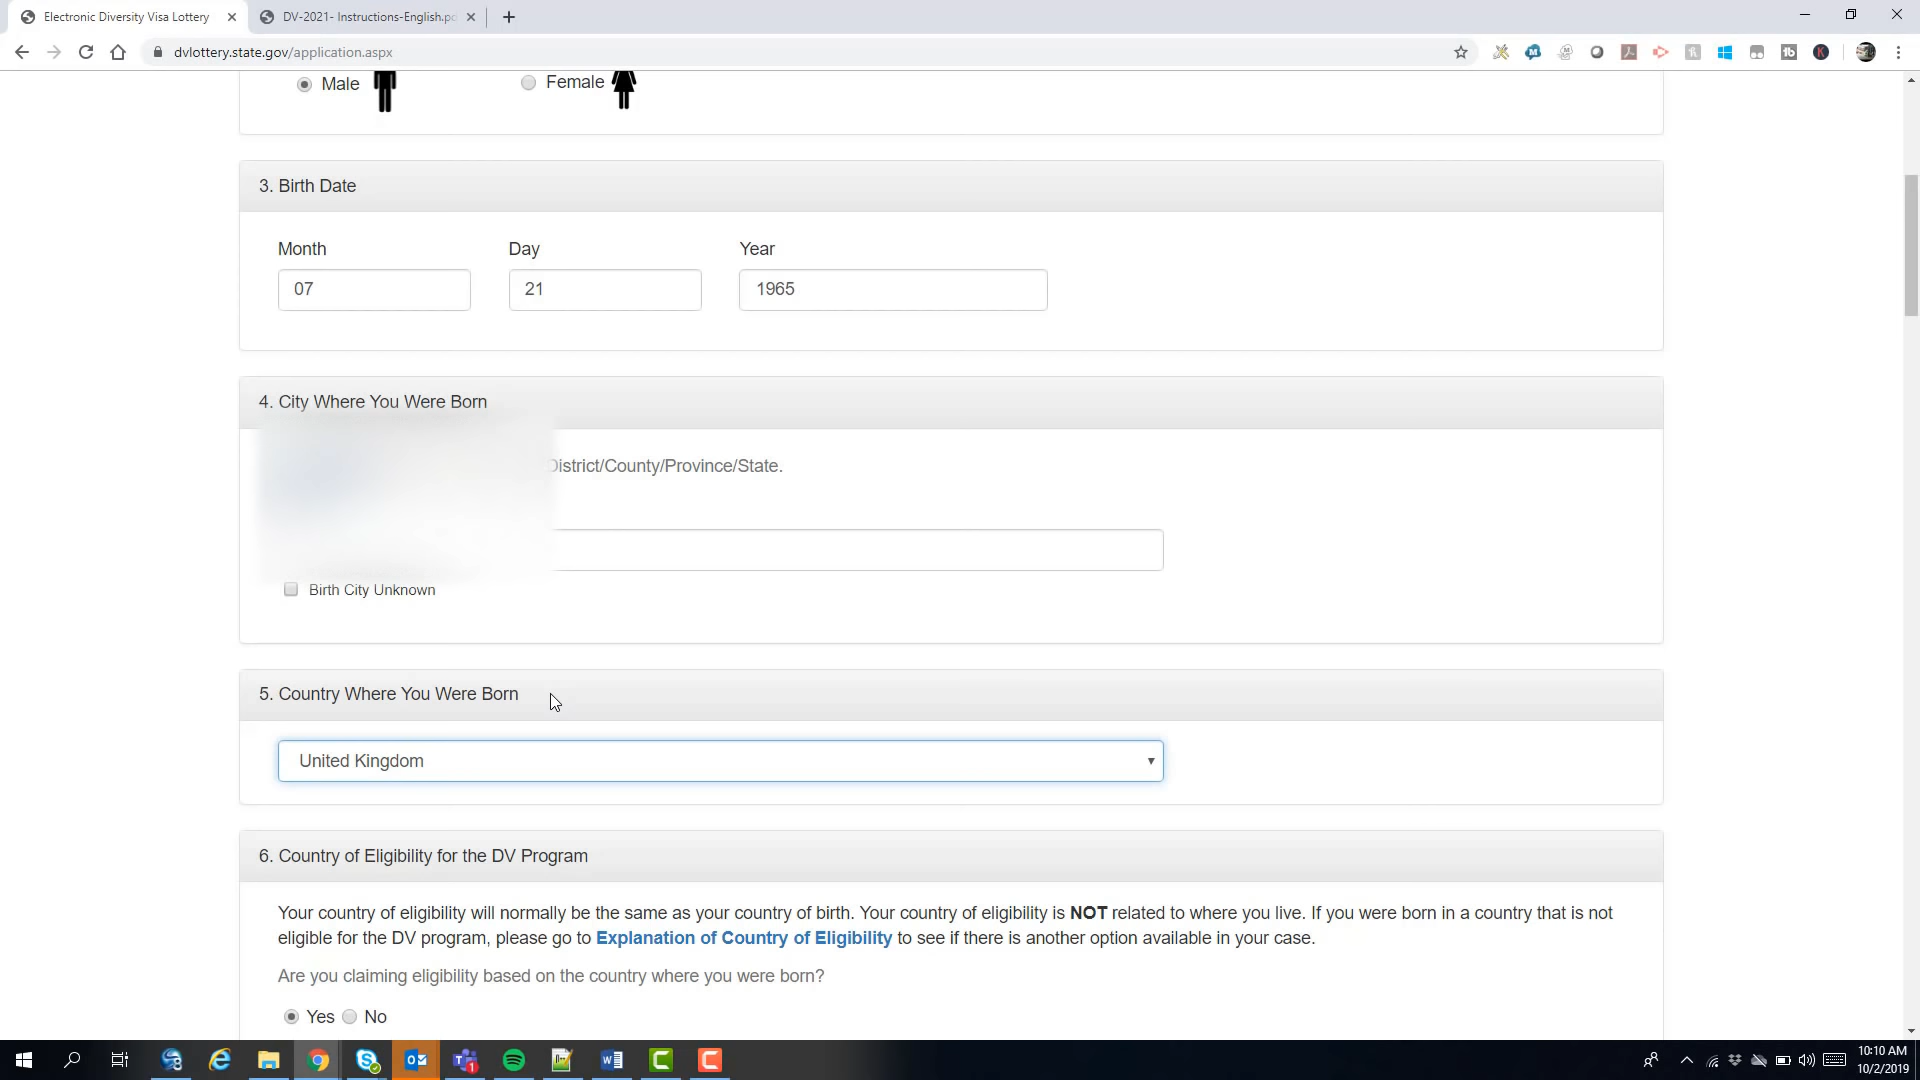 Electronic Diversity Visa Lottery
DV-2021- Instructions-English.pd
dvlottery.state.gov/application.aspx
Male
Female
3. Birth Date
Month
Day
Year
07
21
1965
4. City Where You Were Born
District/County/Province/State.
Birth City Unknown
5. Country Where You Were Born
United Kingdom
6. Country of Eligibility for the DV Program
Your country of eligibility will normally be the same as your country of birth. Your country of eligibility is NOT related to where you live. If you were born in a country that is not
eligible for the DV program, please go to Explanation of Country of Eligibility to see if there is another option available in your case.
Are you claiming eligibility based on the country where you were born?
Yes
No
10:10 AM
10/2/2019